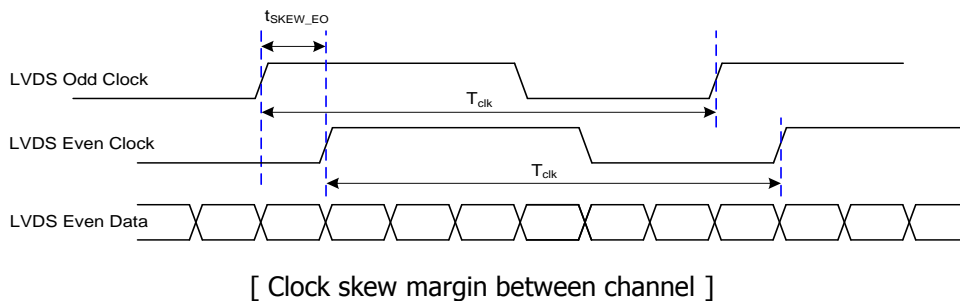 tSKEW_EO
LVDS Odd Clock
Tclk
LVDS Even Clock
Tclk
LVDS Even Data
[ Clock skew margin between channel ]